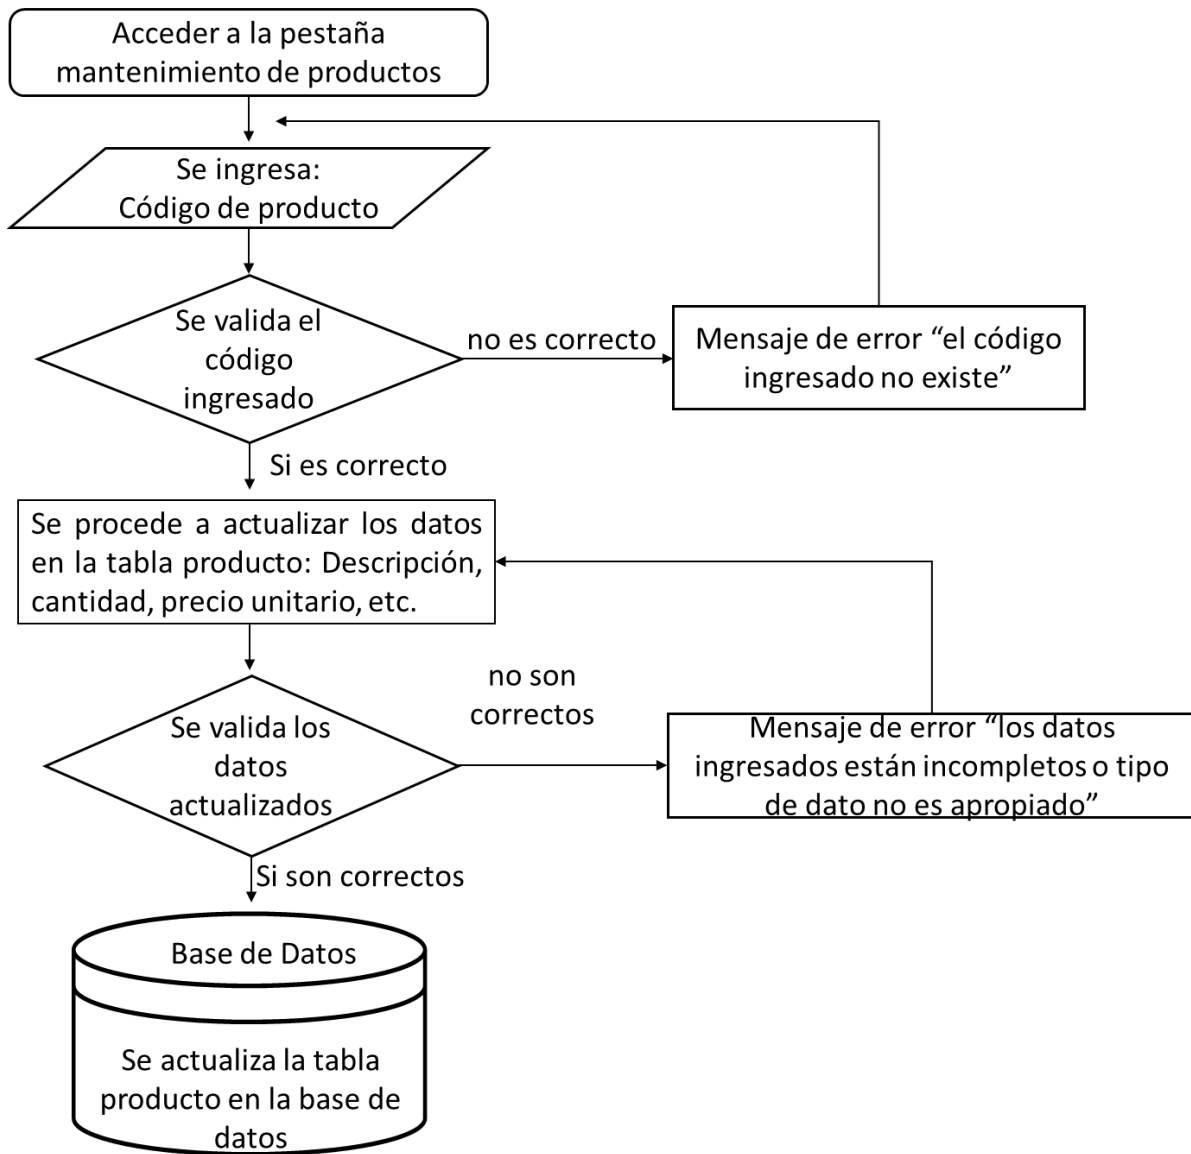 Acceder a la pestaña
mantenimiento de productos
Se ingresa:
Código de producto
Se valida el
código
ingresado
no es correcto
Mensaje de error “el código
ingresado no existe”
Si es correcto
Se procede a actualizar los datos
en la tabla producto: Descripción,
cantidad, precio unitario, etc.
Se valida los
datos
actualizados
no son
correctos
Mensaje de error “los datos
ingresados están incompletos o tipo
de dato no es apropiado”
Si son correctos
Base de Datos
Se actualiza la tabla
producto en la base de
datos